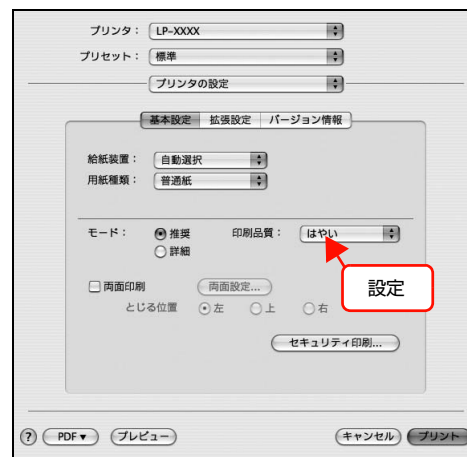 プリンタ： LP-XXXX
プリセット： 標準
プリンタの設定
基本設定 拡張設定 バージョン情報
給紙装置： 自動選択
用紙種類： 普通紙
モード： 推奨 印刷品質： はやい
詳細
設定
両面印刷 両面設定...
とじる位置 左 上 右
セキュリティ印刷...
? PDF▼ プレビュー キャンセル プリント